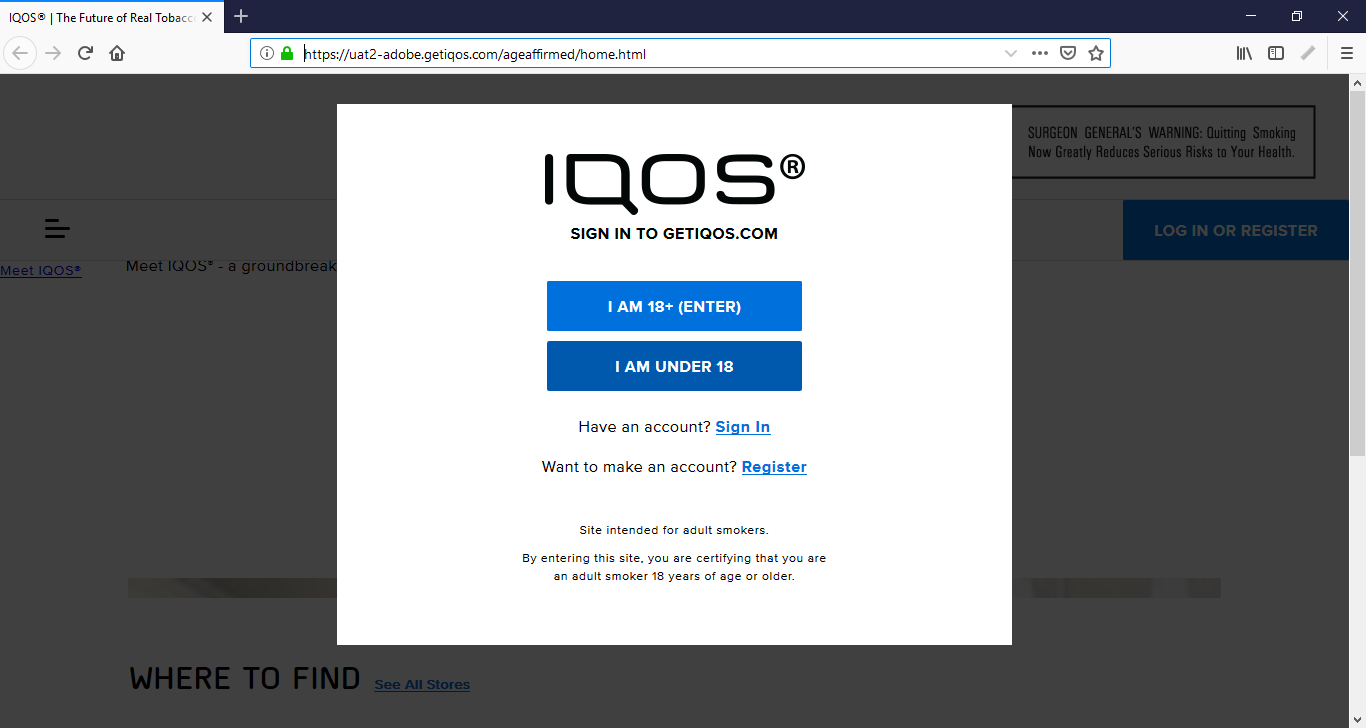 IQOS® | The Future of Real Tobacc
https://uat2-adobe.getiqos.com/ageaffirmed/home.html
SURGEON GENERAL'S WARNING: Quitting Smoking
Now Greatly Reduces Serious Risks to Your Health.
LOG IN OR REGISTER
Meet IQOS®
Meet IQOS® - a groundbreak
IQOS®
SIGN IN TO GETIQOS.COM
I AM 18+ (ENTER)
I AM UNDER 18
Have an account? Sign In
Want to make an account? Register
Site intended for adult smokers.
By entering this site, you are certifying that you are
an adult smoker 18 years of age or older.
WHERE TO FIND See All Stores